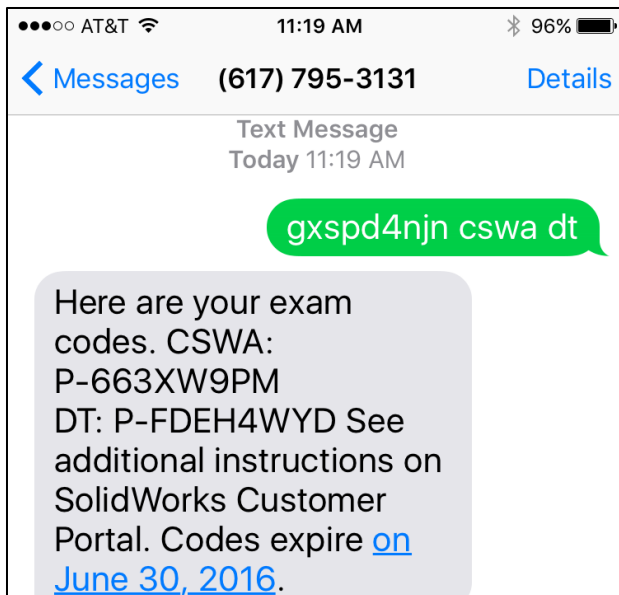 AT&T 11:19 AM 96%
Messages (617) 795-3131 Details
Text Message
Today 11:19 AM
gxspd4njn cswa dt
Here are your exam
codes. CSWA:
P-663XW9PM
DT: P-FDEH4WYD See
additional instructions on
SolidWorks Customer
Portal. Codes expire on
June 30, 2016.